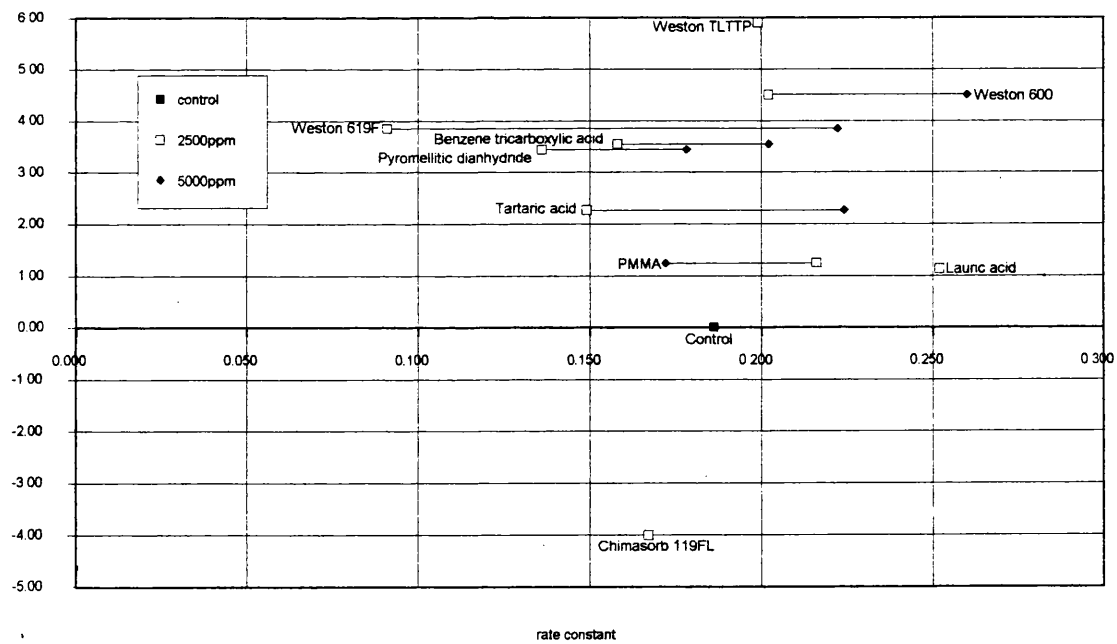 6 00
Weston TLTTP
5 00
control
Weston 600
4 00
2500ppm
Weston 619F
Benzene tricarboxylic acid
Pyromellitic dianhydride
5000ppm
3 00
Tartaric acid
2 00
PMMA
Lauric acid
1 00
0.00
Control
0.000 0.050 0.100 0.150 0.200 0.250 0.300
-1 00
-2 00
-3 00
-4 00
Chimasorb 119FL
-5.00
rate constant